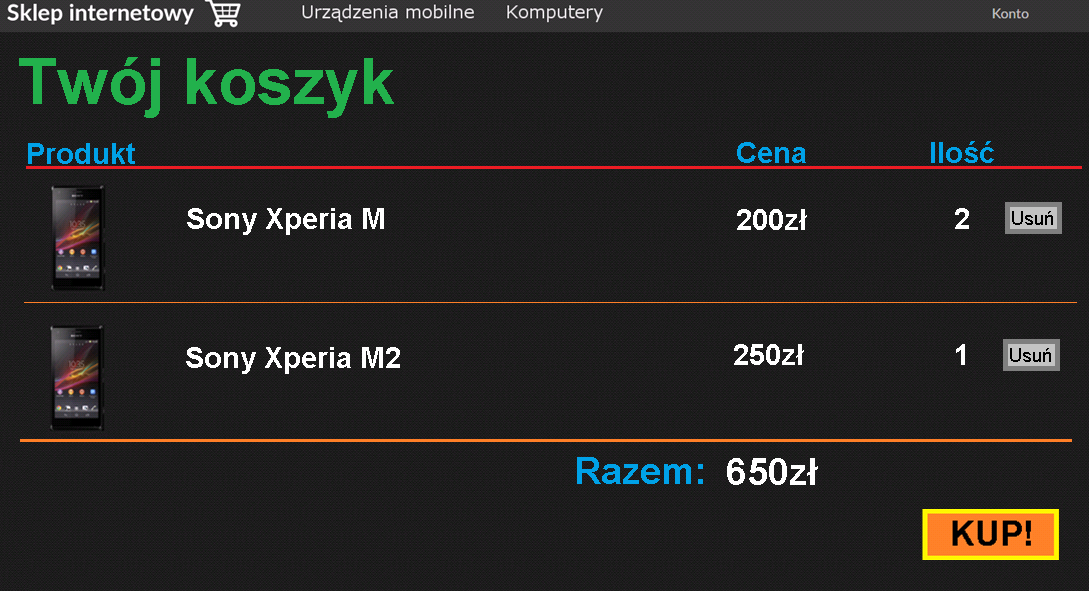 Sklep internetowy Urządzenia mobilne Komputery Konto
Twój koszyk
Produkt Cena Ilość
Sony Xperia M 200zł 2 Usuń
Sony Xperia M2 250zł 1 Usuń
Razem: 650zł
KUP!